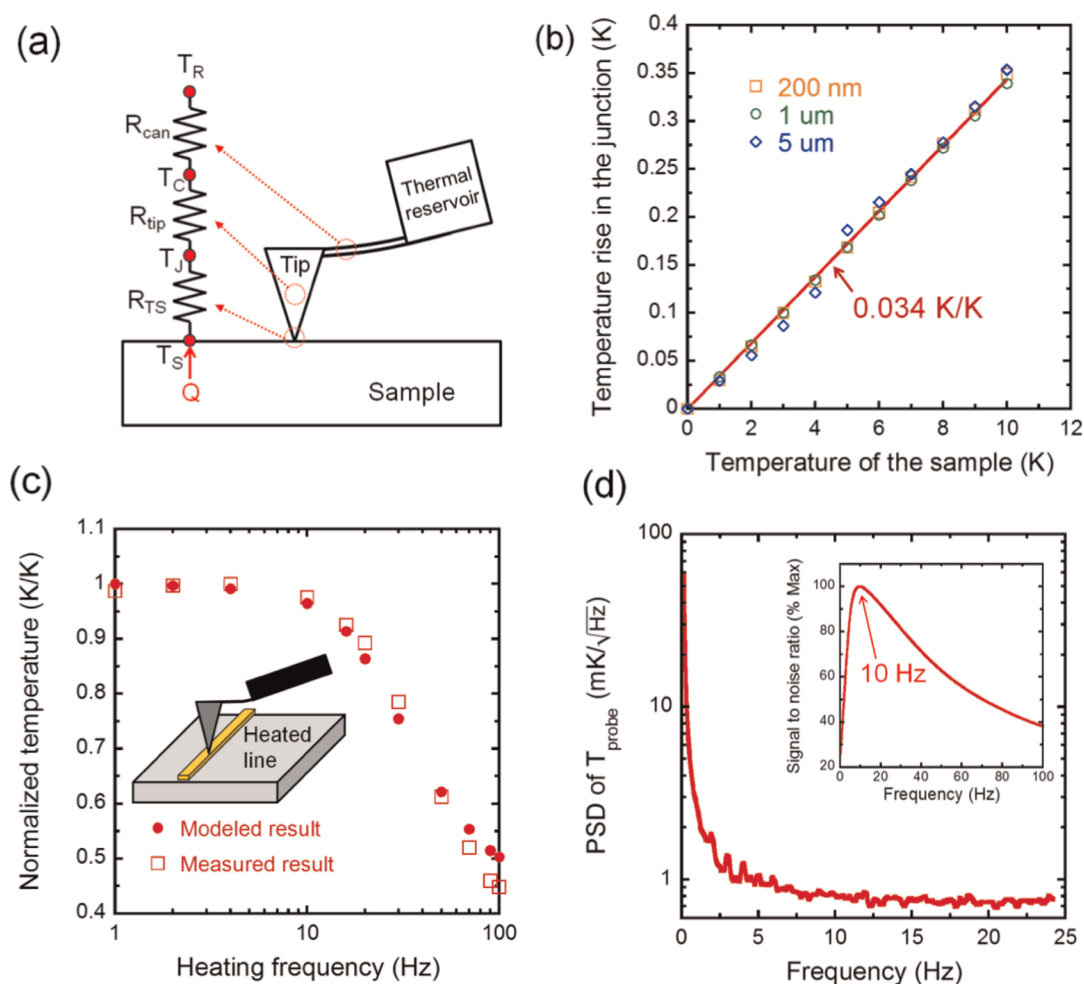 (a)
T_R
R_can
T_C
R_tip
T_J
R_TS
T_S
Q
Tip
Thermal
reservoir
Sample
(b)
Temperature rise in the junction (K)
0.4
0.35
0.3
0.25
0.2
0.15
0.1
0.05
0
200 nm
1 um
5 um
0.034 K/K
0 2 4 6 8 10 12
Temperature of the sample (K)
(c)
Normalized temperature (K/K)
1.1
1
0.9
0.8
0.7
0.6
0.5
0.4
Heated
line
Modeled result
Measured result
1 10 100
Heating frequency (Hz)
(d)
PSD of T_probe (mK/√Hz)
100
10
1
Signal to noise ratio (% Max)
100
80
60
40
20
10 Hz
0 20 40 60 80 100
Frequency (Hz)
0 5 10 15 20 25
Frequency (Hz)